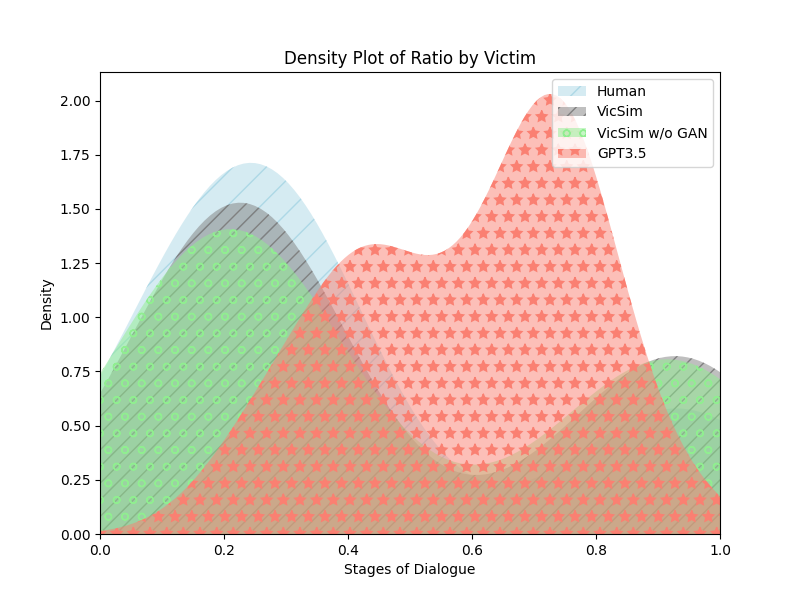 Density Plot of Ratio by Victim
Human
VicSim
VicSim w/o GAN
GPT3.5
2.00
1.75
1.50
1.25
1.00
0.75
0.50
0.25
0.00
Density
0.0 0.2 0.4 0.6 0.8 1.0
Stages of Dialogue